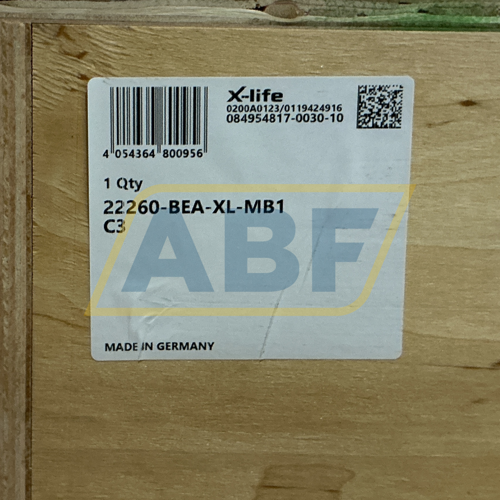 X-life
0200A0123/0119424916
084954817-0030-10
4 054364 800956
1 Qty
22260-BEA-XL-MB1
C3
ABF
MADE IN GERMANY